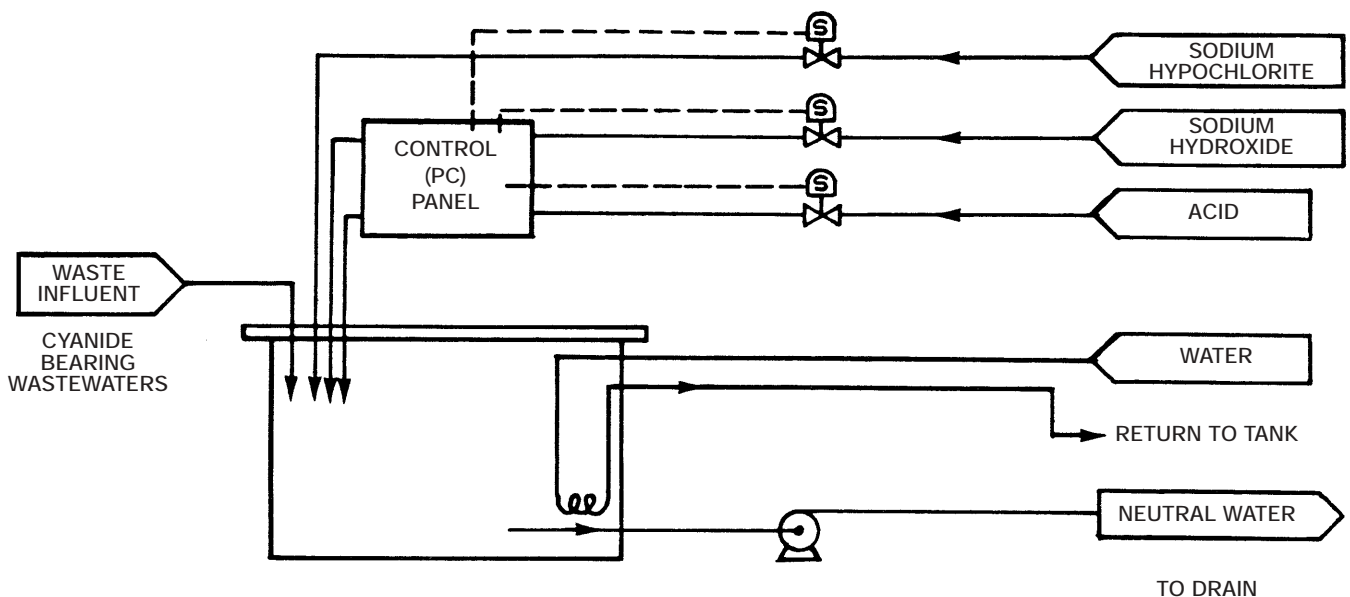 S
SODIUM
HYPOCHLORITE
S
SODIUM
HYDROXIDE
CONTROL
(PC)
PANEL
S
ACID
WASTE
INFLUENT
CYANIDE
BEARING
WASTEWATERS
WATER
RETURN TO TANK
NEUTRAL WATER
TO DRAIN